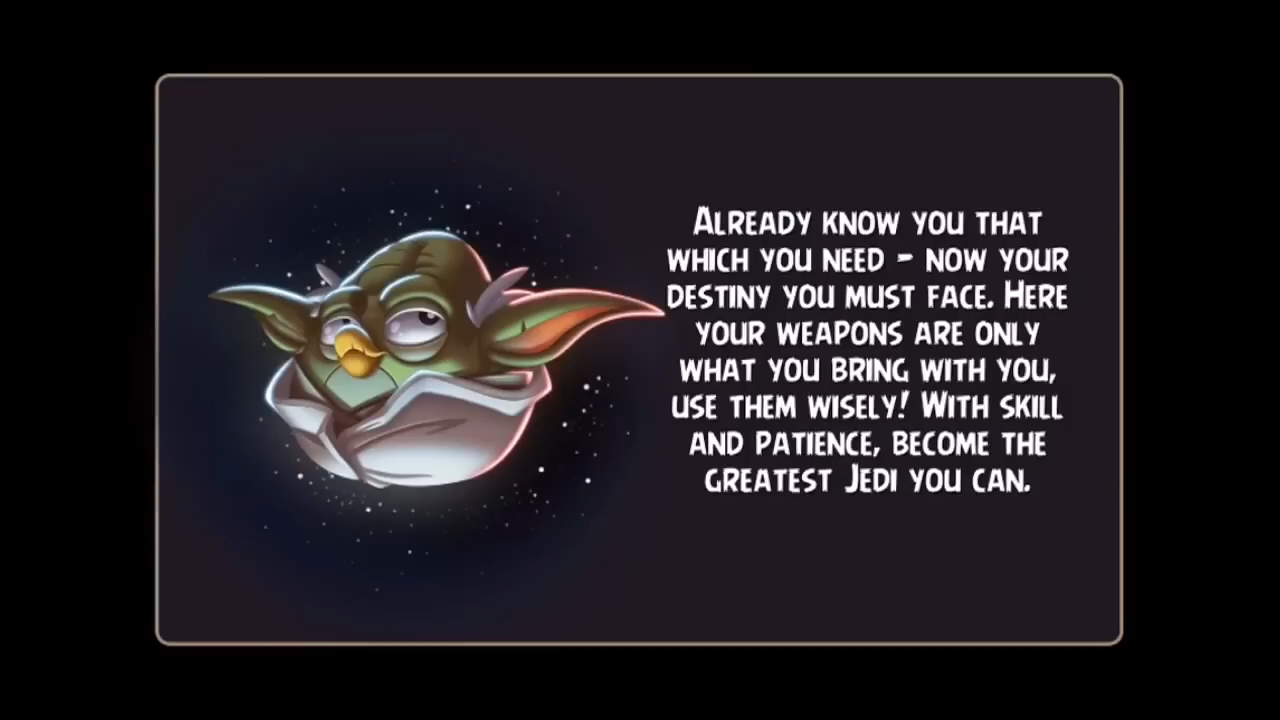 Already know you that
which you need - now your
destiny you must face. Here
your weapons are only
what you bring with you,
use them wisely! With skill
and patience, become the
greatest Jedi you can.